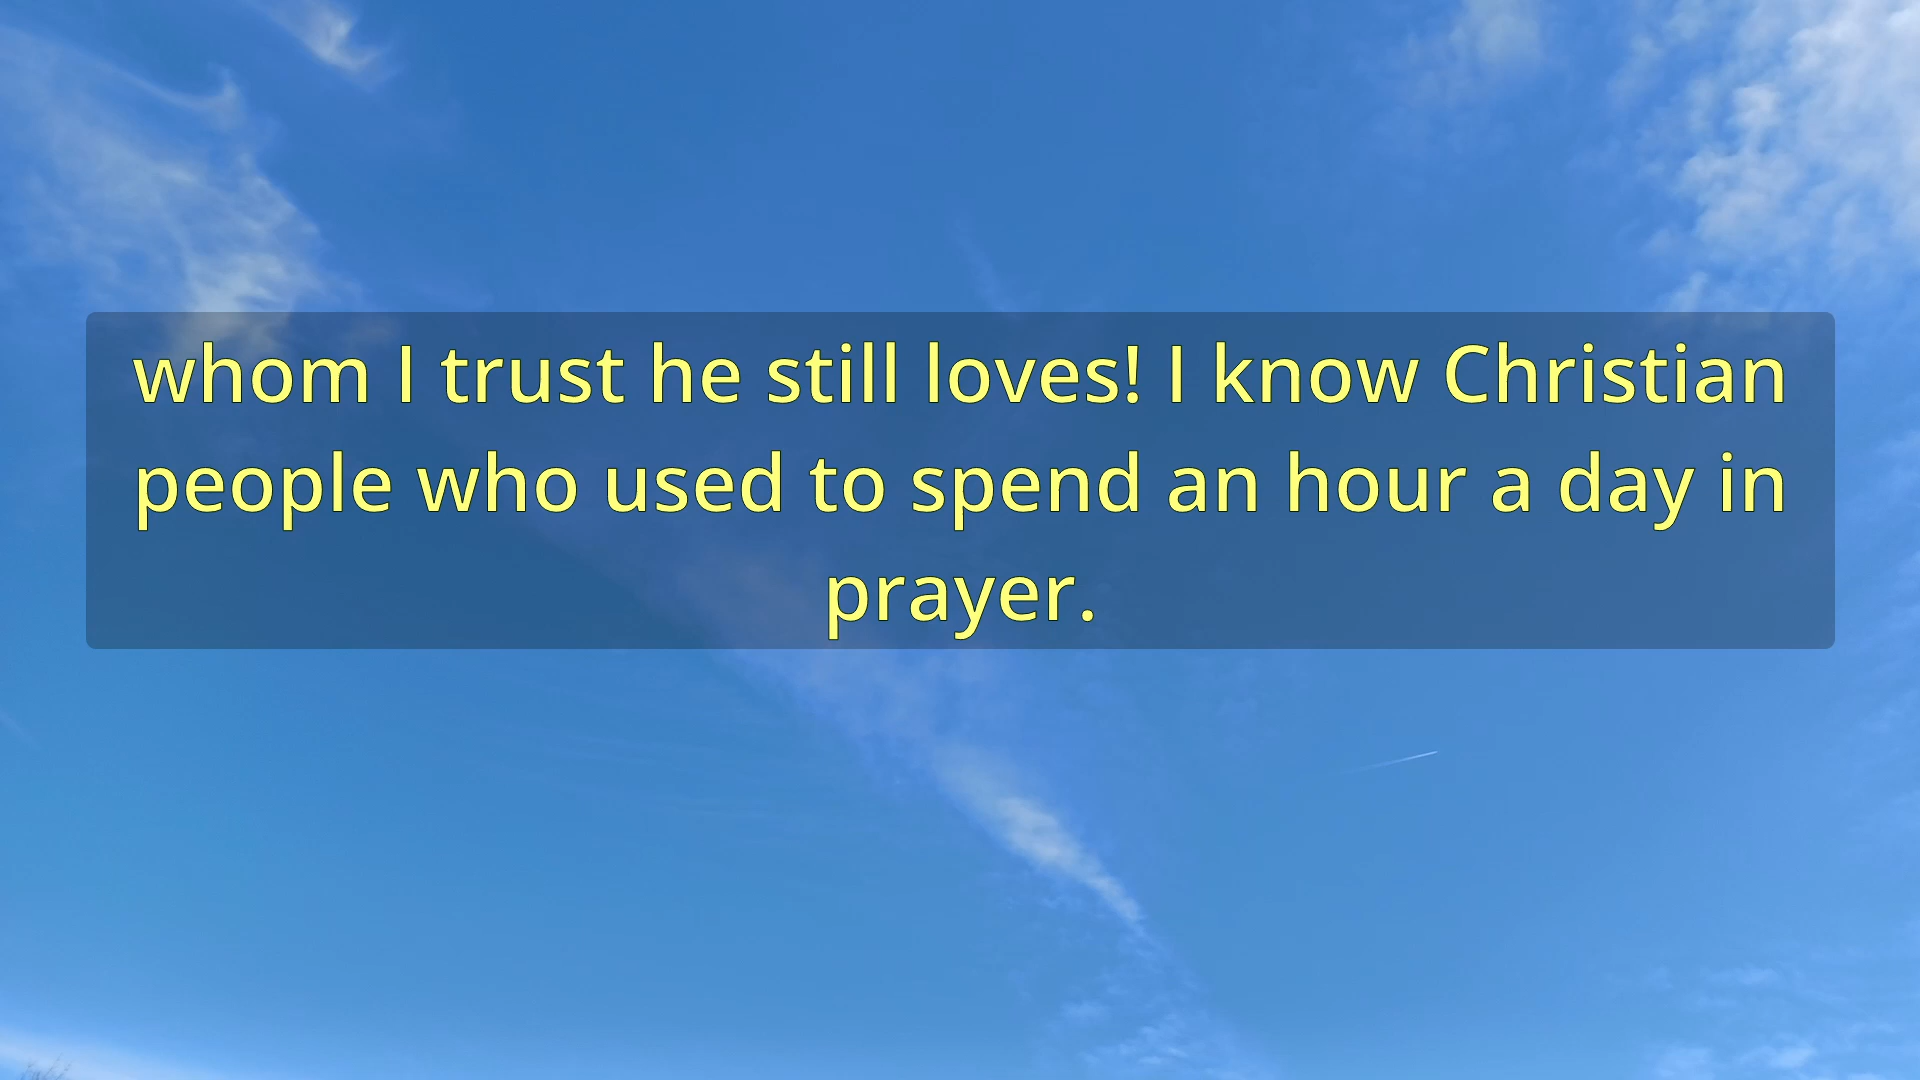 whom I trust he still loves! I know Christian
people who used to spend an hour a day in
prayer.